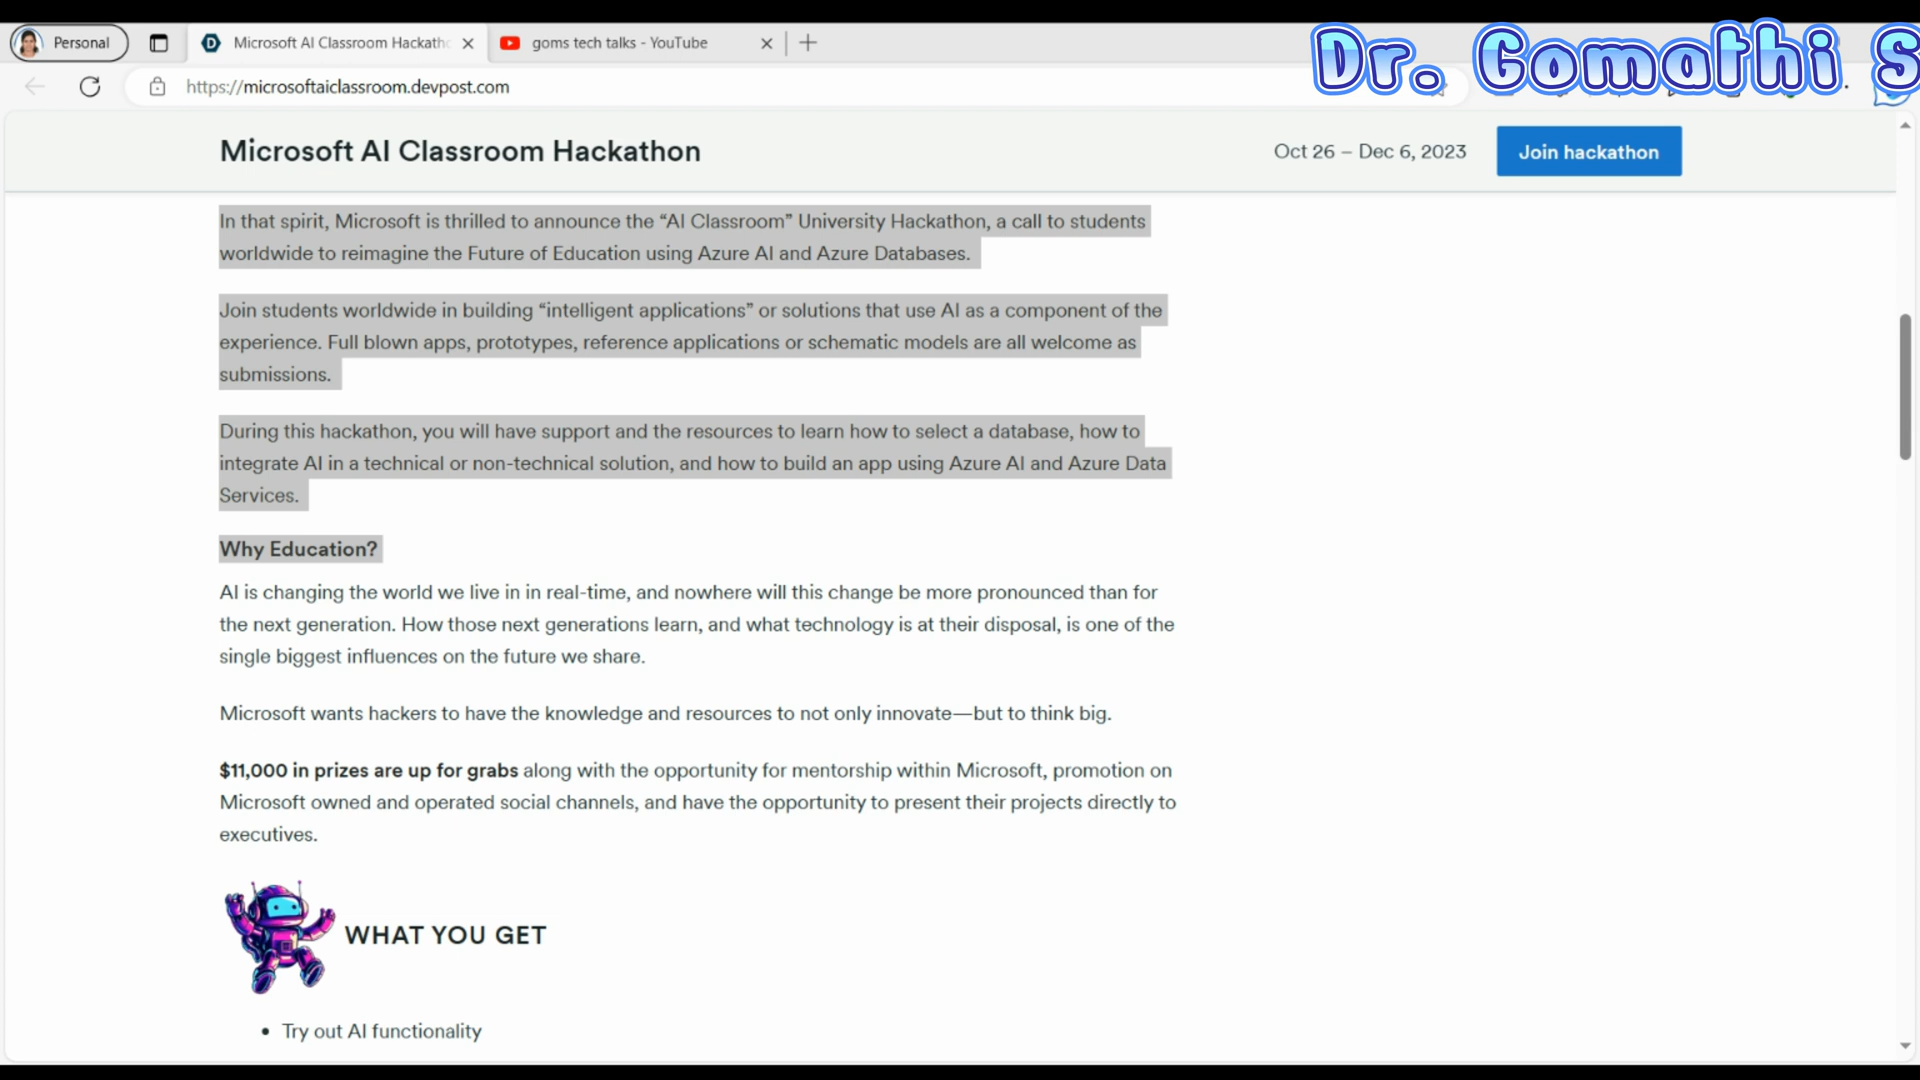 Personal
Microsoft AI Classroom Hackath
goms tech talks - YouTube
Dr. Gomathi S
https://microsoftaiclassroom.devpost.com
Microsoft AI Classroom Hackathon
Oct 26 – Dec 6, 2023
Join hackathon
In that spirit, Microsoft is thrilled to announce the “AI Classroom” University Hackathon, a call to students
worldwide to reimagine the Future of Education using Azure AI and Azure Databases.
Join students worldwide in building “intelligent applications” or solutions that use AI as a component of the
experience. Full blown apps, prototypes, reference applications or schematic models are all welcome as
submissions.
During this hackathon, you will have support and the resources to learn how to select a database, how to
integrate AI in a technical or non-technical solution, and how to build an app using Azure AI and Azure Data
Services.
Why Education?
AI is changing the world we live in in real-time, and nowhere will this change be more pronounced than for
the next generation. How those next generations learn, and what technology is at their disposal, is one of the
single biggest influences on the future we share.
Microsoft wants hackers to have the knowledge and resources to not only innovate—but to think big.
$11,000 in prizes are up for grabs along with the opportunity for mentorship within Microsoft, promotion on
Microsoft owned and operated social channels, and have the opportunity to present their projects directly to
executives.
WHAT YOU GET
• Try out AI functionality